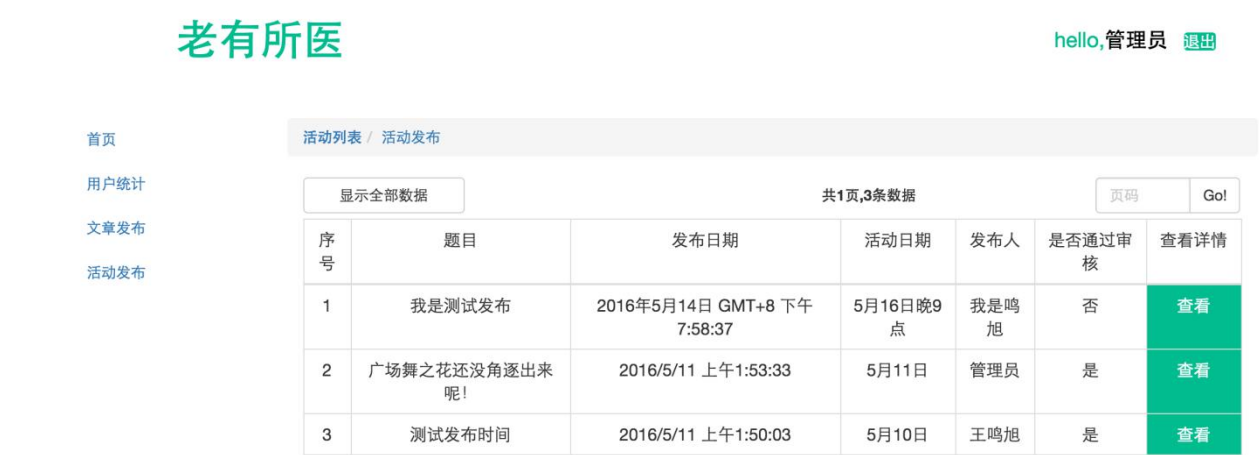 老有所医
hello,管理员 退出
首页
用户统计
文章发布
活动发布
活动列表 / 活动发布
显示全部数据
共1页,3条数据
页码 Go!
序号 题目 发布日期 活动日期 发布人 是否通过审核 查看详情
1 我是测试发布 2016年5月14日 GMT+8 下午7:58:37 5月16日晚9点 我是鸣旭 否 查看
2 广场舞之花还没角逐出来呢！ 2016/5/11 上午1:53:33 5月11日 管理员 是 查看
3 测试发布时间 2016/5/11 上午1:50:03 5月10日 王鸣旭 是 查看